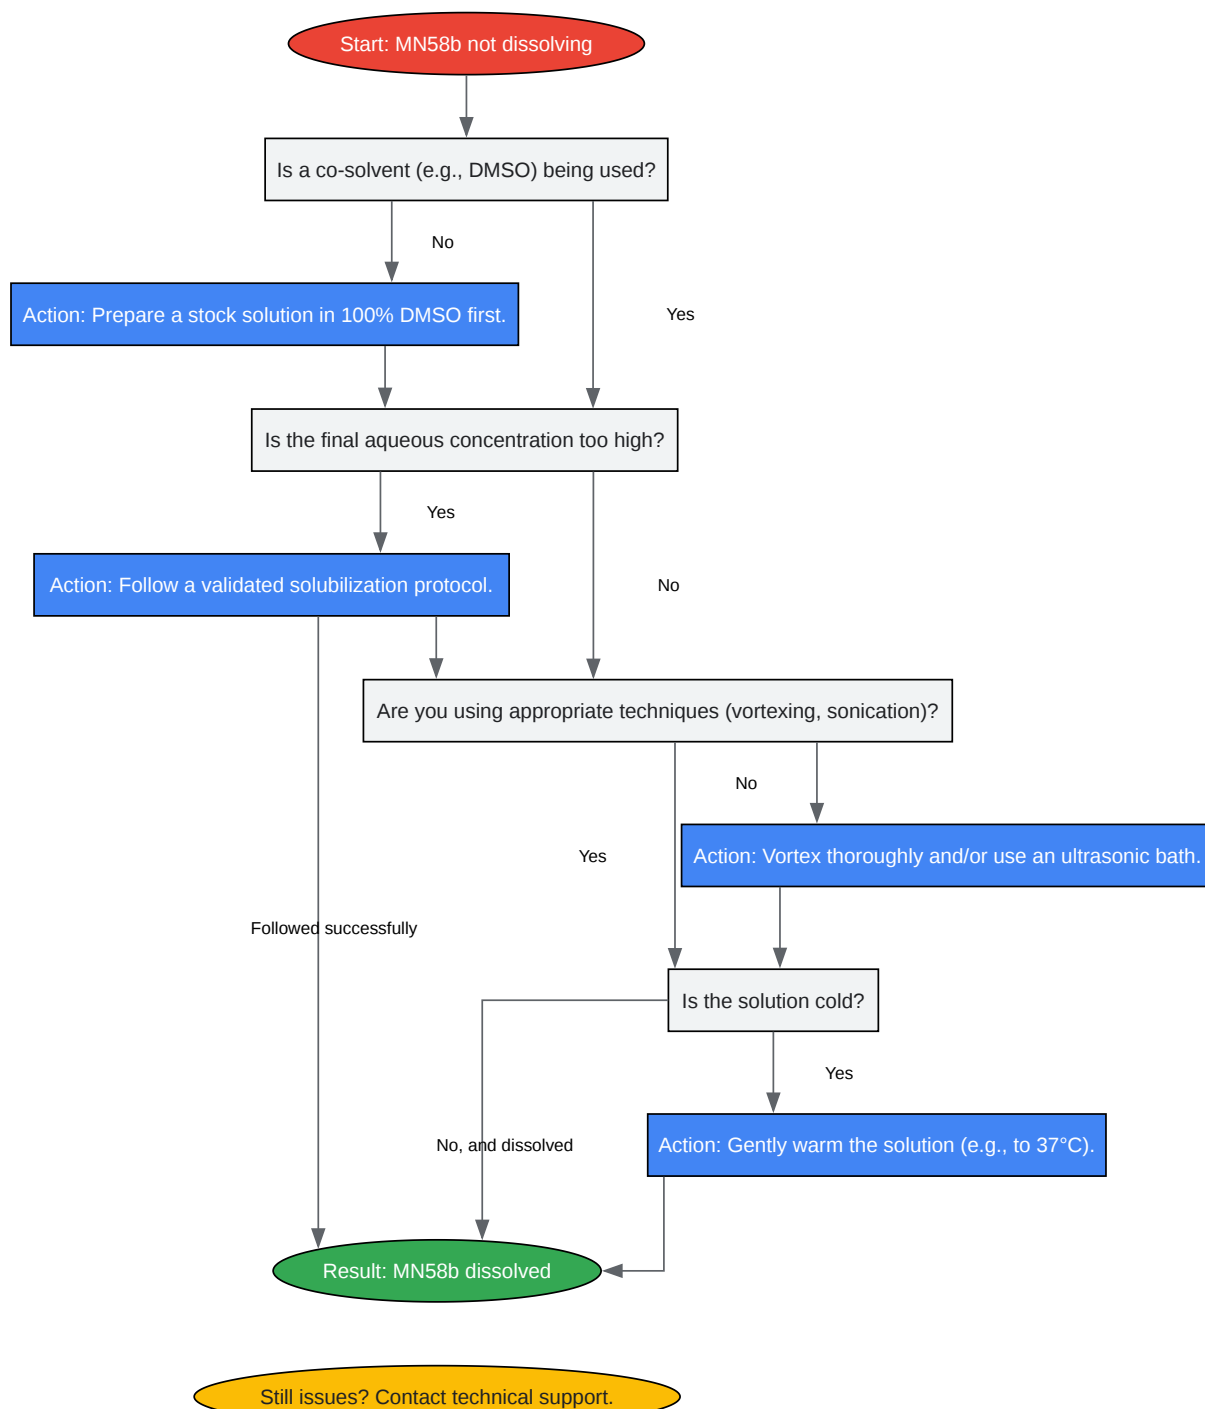 Start: MN58b not dissolving
Is a co-solvent (e.g., DMSO) being used?
No
Action: Prepare a stock solution in 100% DMSO first.
Yes
Is the final aqueous concentration too high?
Yes
Action: Follow a validated solubilization protocol.
No
Are you using appropriate techniques (vortexing, sonication)?
No
Action: Vortex thoroughly and/or use an ultrasonic bath.
Yes
Followed successfully
Is the solution cold?
Yes
No, and dissolved
Action: Gently warm the solution (e.g., to 37°C).
Result: MN58b dissolved
Still issues? Contact technical support.